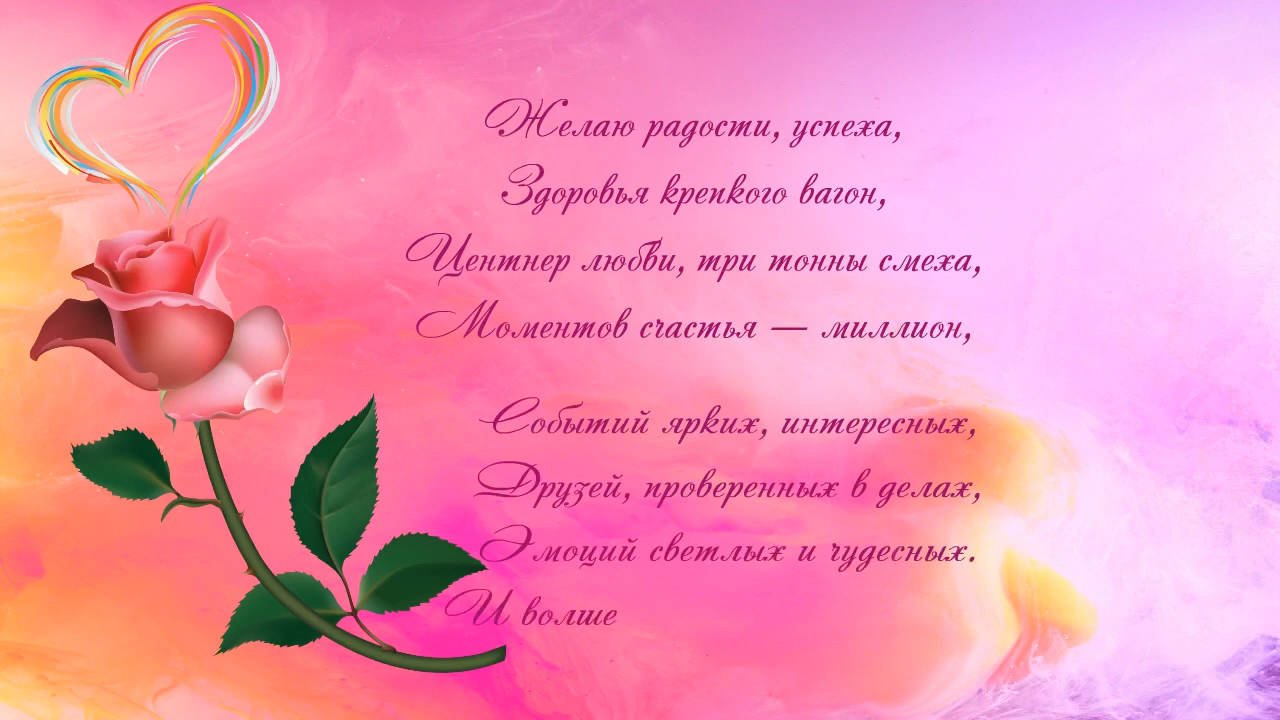 Желаю радости, успеха,
Здоровья крепкого вагон,
Центнер любви, три тонны смеха,
Моментов счастья — миллион,
Событий ярких, интересных,
Друзей, проверенных в делах,
Эмоций светлых и чудесных.
И волше